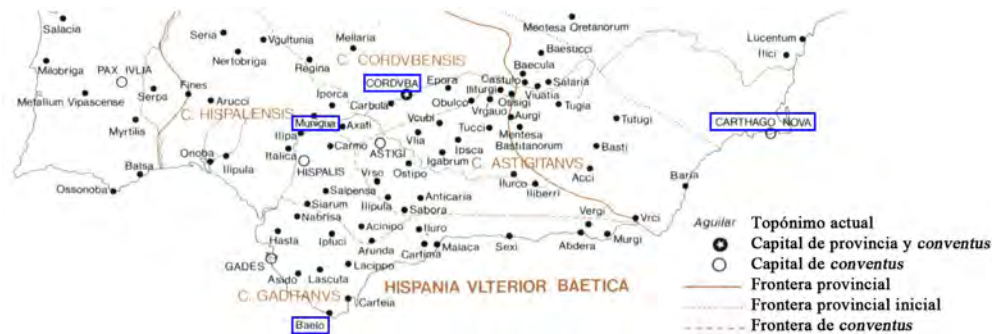 Salacia
Milobriga
PAX IVLIA
Metallum Vipascense
Serpa
Myrtilis
Fines
Balsa
Ossonoba
Seria
Vgultunia
Nertobriga
Regina
Mellaria
C. CORDVBENSIS
CORDVBA
Epora
Arucci
C. HISPALENSIS
Iporca
Carbula
Munigua
Axati
Ilipa
Carmo
Italica
HISPALIS
ASTIGI
Onoba
Ilipula
Obulco
Vcubi
Vlia
Tucci
Ipsca
Igabrum
C. ASTIGITANVS
Ostipo
Vrso
Mentesa Oretanorum
Baesucci
Baecula
Castulo
Iliturgi
Salaria
Viuatia
Ossigi
Vrgauo
Aurgi
Tugia
Mentesa
Bastitanorum
Tutugi
Basti
Acci
Ilurco
Iliberri
Lucentum
Ilici
CARTHAGO NOVA
Baria
Salpensa
Siarum
Nabrisa
Ilipula
Anticaria
Sabora
Hasta
Ipluci
Acinipo
Iluro
Arunda
Cartima
Malaca
Sexi
Abdera
Vergi
Murgi
Vrci
GADES
Asido
Lascuta
Lacippo
C. GADITANVS
Carteia
Baelo
HISPANIA VLTERIOR BAETICA
Aguilar Topónimo actual
Capital de provincia y conventus
Capital de conventus
Frontera provincial
Frontera provincial inicial
Frontera de conventus